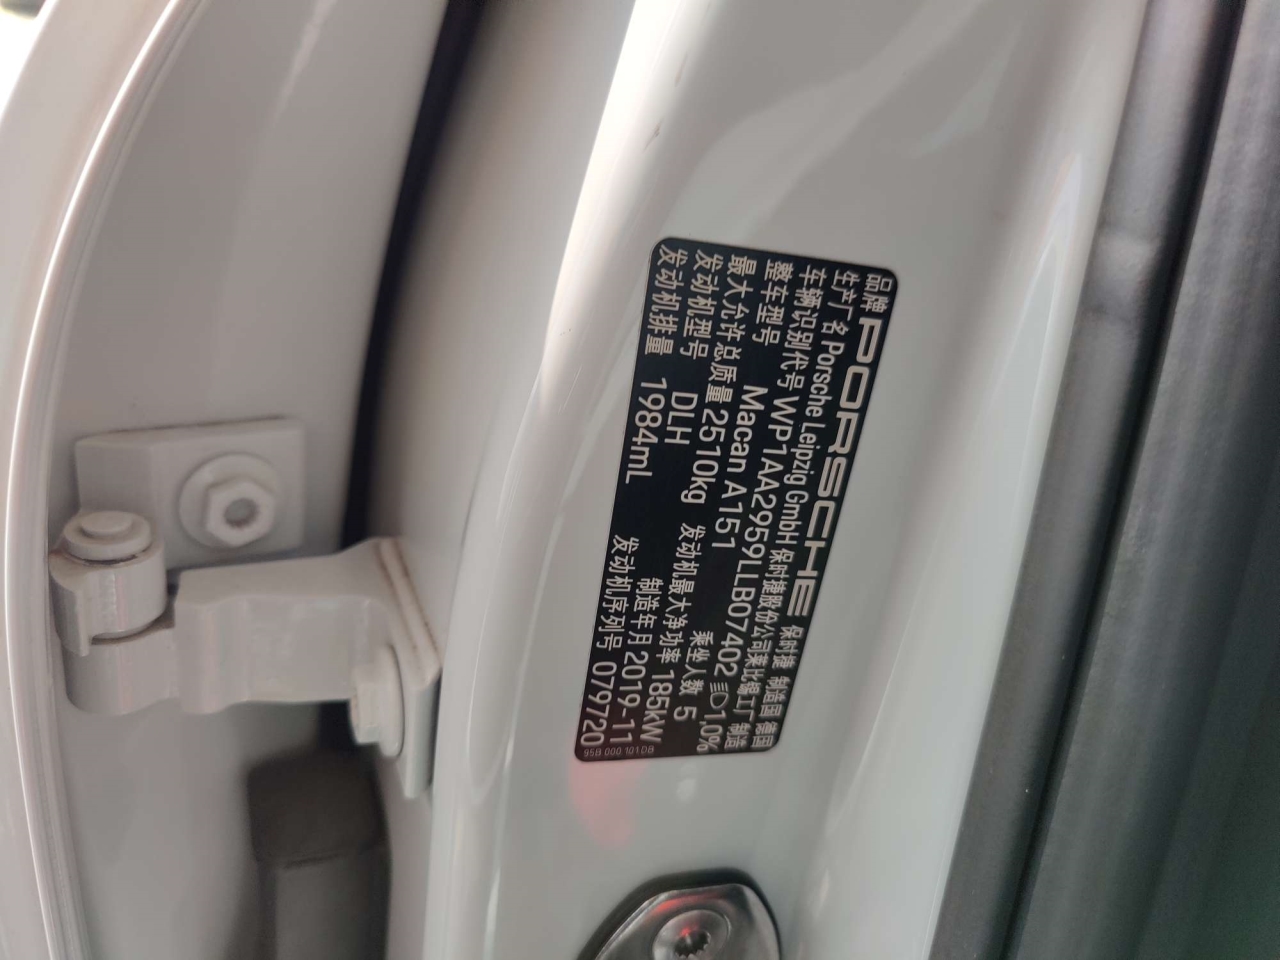 品牌 PORSCHE 保时捷 制造国 德国
生产厂名 Porsche Leipzig GmbH 保时捷股份公司莱比锡工厂 制造
车辆识别代号 WP1AA2959LLB07402 1,0%
整车型号 Macan A151 乘坐人数 5
最大允许总质量 2510kg 发动机最大净功率 185kW
发动机型号 DLH 制造年月 2019-11
发动机排量 1984mL 发动机序列号 079720
95B 000 101 DB